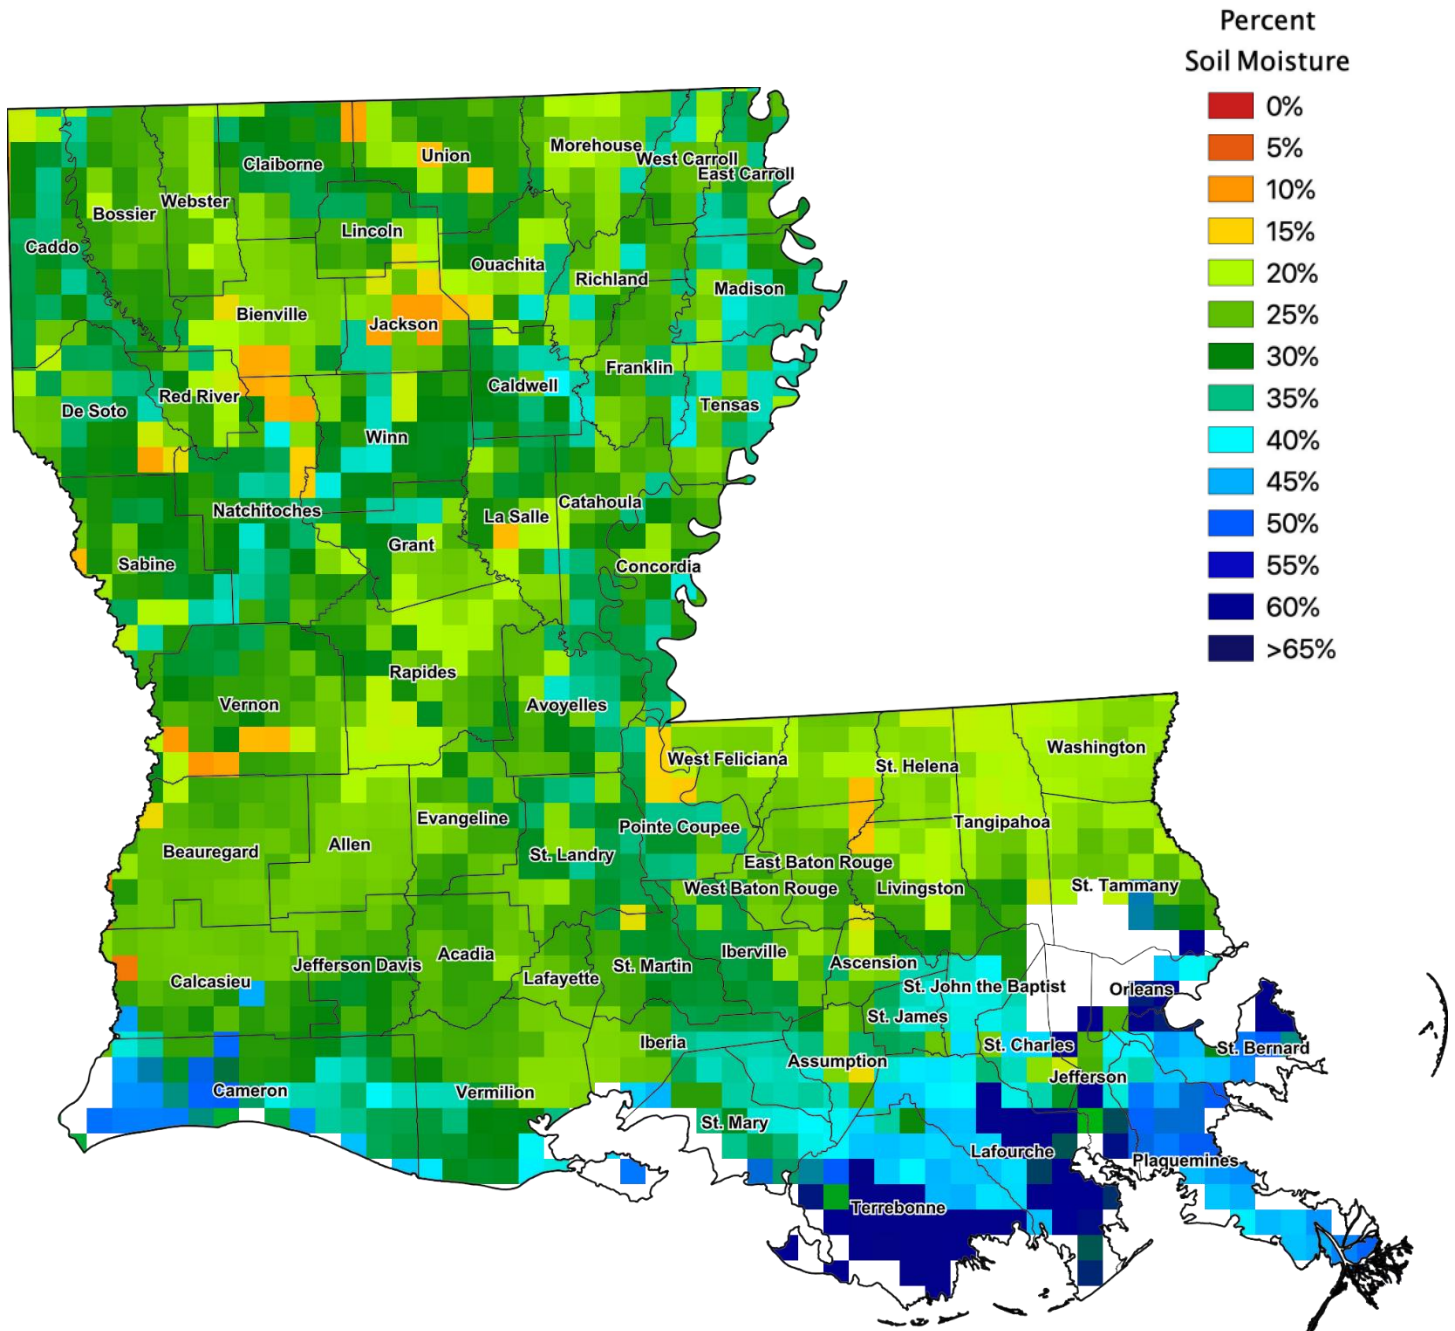 Percent
Soil Moisture
0%
5%
10%
15%
20%
25%
30%
35%
40%
45%
50%
55%
60%
>65%
Morehouse
Union
West Carroll
Claiborne
East Carroll
Webster
Bossier
Lincoln
Caddo
Ouachita
Richland
Madison
Bienville
Jackson
Franklin
Caldwell
Red River
Tensas
De Soto
Winn
Catahoula
Natchitoches
La Salle
Grant
Sabine
Concordia
Rapides
Vernon
Avoyelles
Washington
West Feliciana
St. Helena
Evangeline
Tangipahoa
Pointe Coupee
Allen
Beauregard
St. Landry
East Baton Rouge
St. Tammany
West Baton Rouge
Livingston
Iberville
Acadia
Ascension
Jefferson Davis
St. Martin
Lafayette
Calcasieu
St. John the Baptist
Orleans
St. James
Iberia
St. Charles
St. Bernard
Assumption
Jefferson
Cameron
Vermilion
St. Mary
Lafourche
Plaquemines
Terrebonne